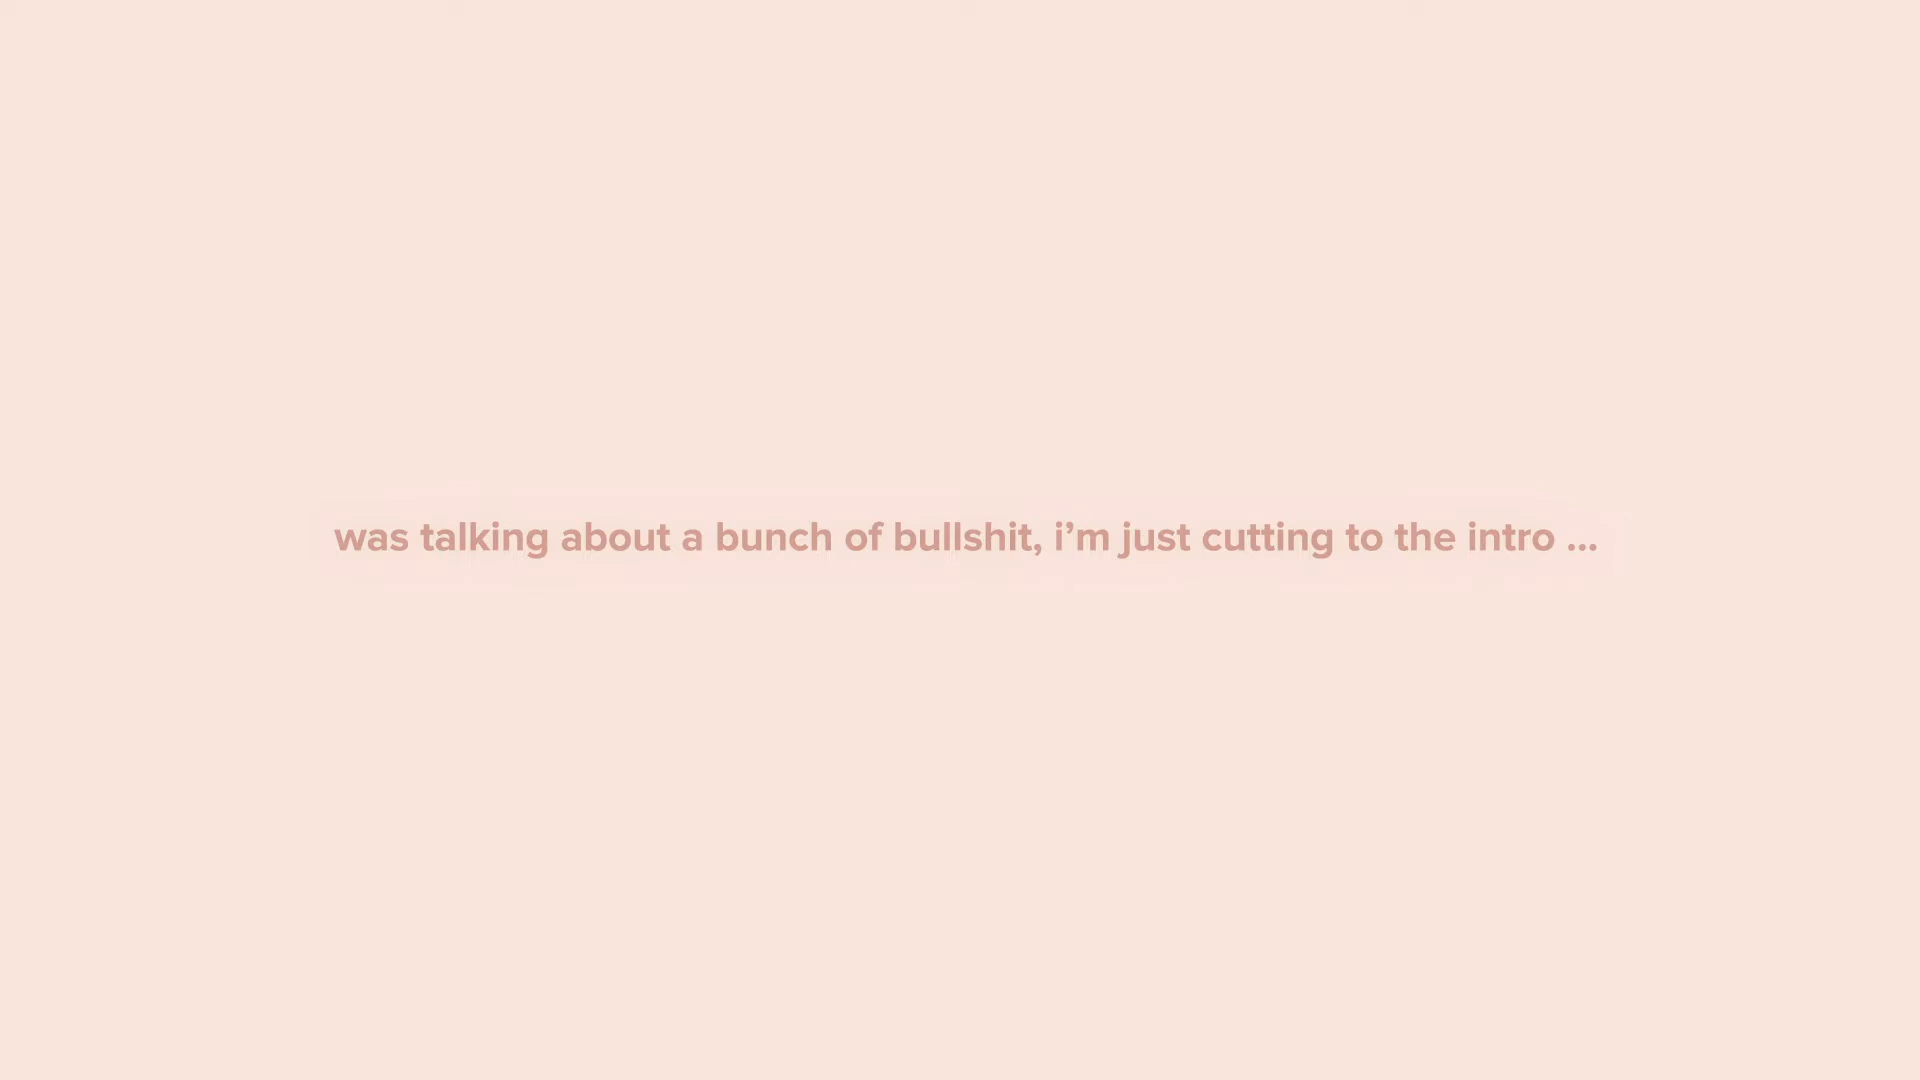 was talking about a bunch of bullshit, i’m just cutting to the intro ...